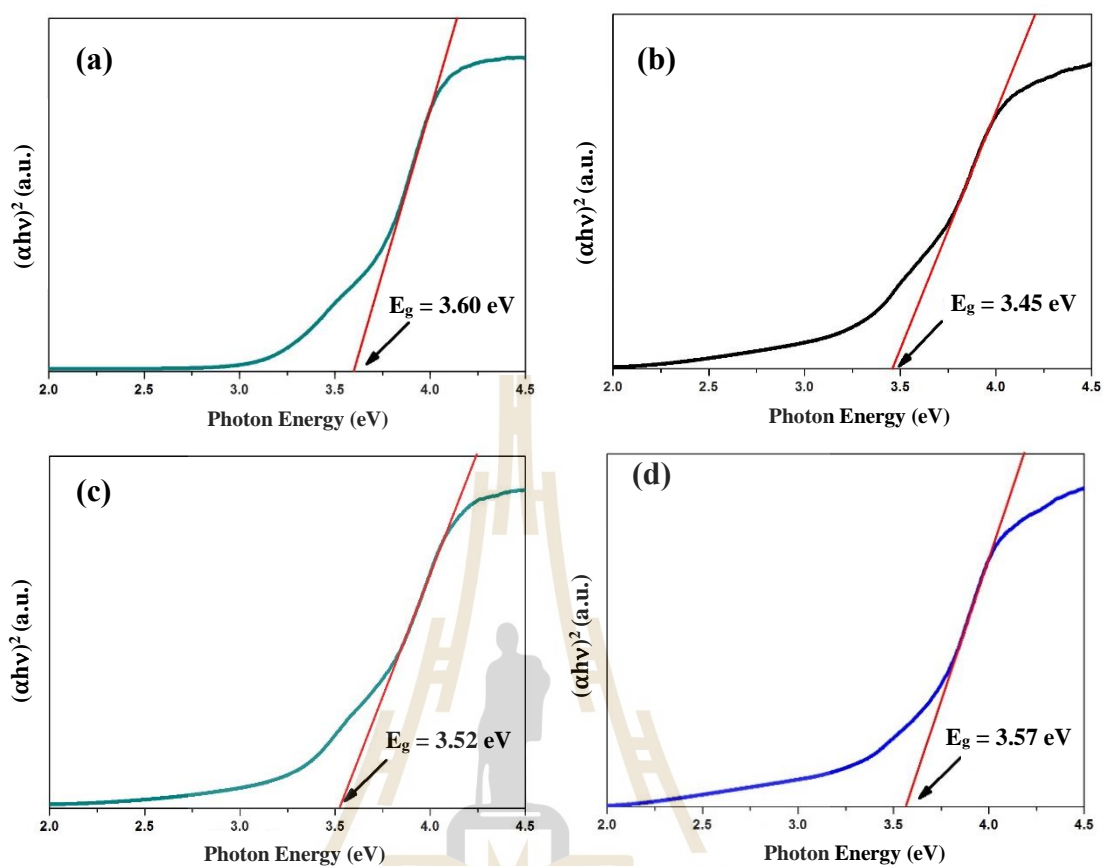 (a)
(αhν)² (a.u.)
E_g = 3.60 eV
2.0 2.5 3.0 3.5 4.0 4.5
Photon Energy (eV)
(b)
(αhν)² (a.u.)
E_g = 3.45 eV
2.0 2.5 3.0 3.5 4.0 4.5
Photon Energy (eV)
(c)
(αhν)² (a.u.)
E_g = 3.52 eV
2.0 2.5 3.0 3.5 4.0 4.5
Photon Energy (eV)
(d)
(αhν)² (a.u.)
E_g = 3.57 eV
2.0 2.5 3.0 3.5 4.0 4.5
Photon Energy (eV)